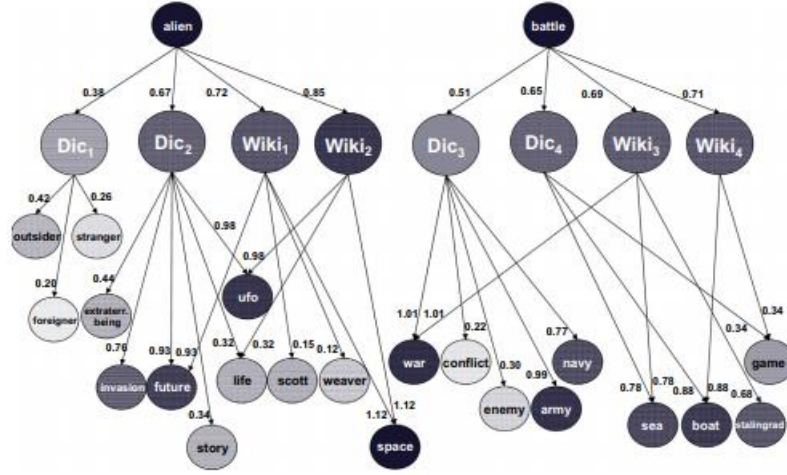 alien battle
0.38 0.67 0.72 0.85 0.51 0.65 0.69 0.71
Dic1 Dic2 Wiki1 Wiki2 Dic3 Dic4 Wiki3 Wiki4
0.42 0.26
outsider stranger
0.98
0.98
0.44
0.20
ufo
foreigner extraterr. being
1.01 1.01 0.22 0.77 0.34 0.34
0.76 0.93 0.93 0.32 0.32 0.15 0.12
war conflict navy game
0.30 0.99
invasion future life scott weaver
0.78 0.78 0.88 0.88 0.68
enemy army
0.34 1.12 1.12
sea boat stalingrad
story space